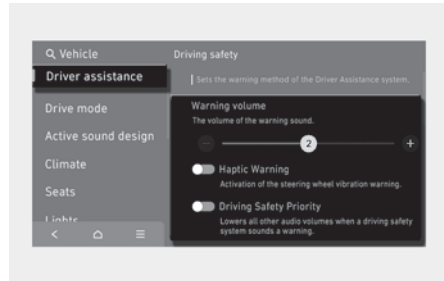 Vehicle
Driving safety
Driver assistance
Sets the warning method of the Driver Assistance system.
Drive mode
Active sound design
Climate
Seats
Lights
Warning volume
The volume of the warning sound.
2
Haptic Warning
Activation of the steering wheel vibration warning.
Driving Safety Priority
Lowers all other audio volumes when a driving safety
system sounds a warning.